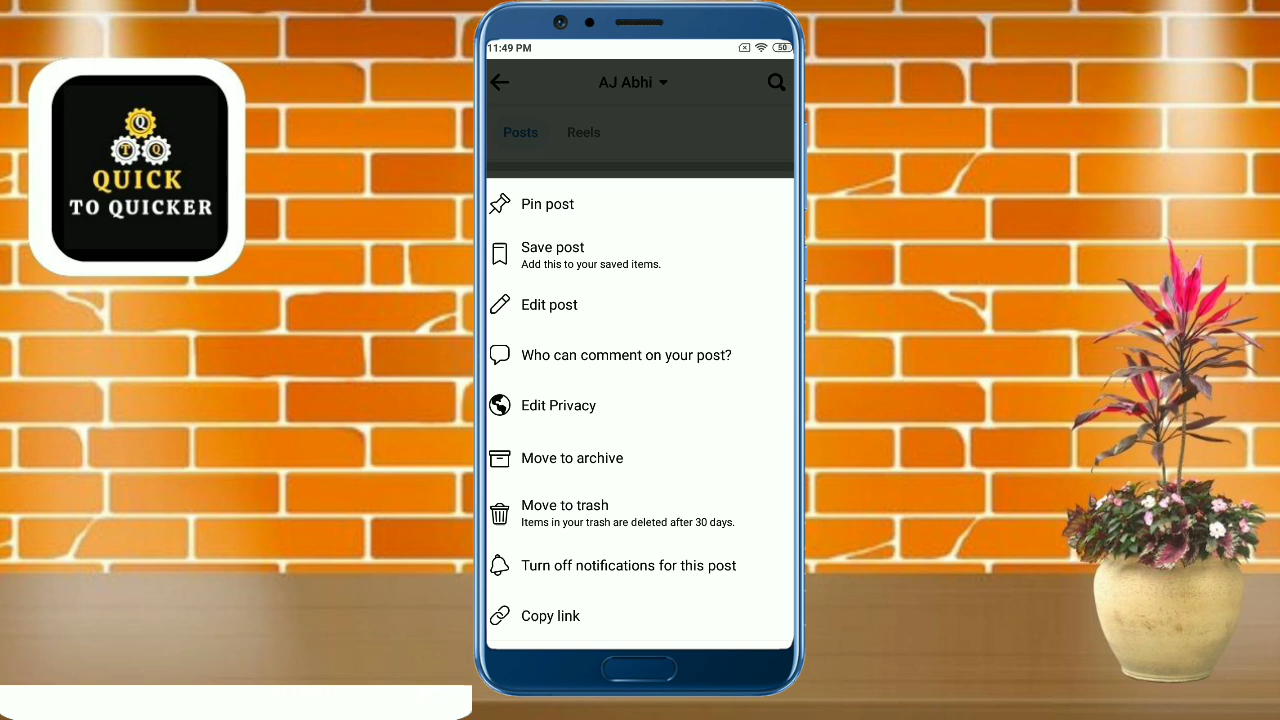 Q
T Q
QUICK
TO QUICKER
11:49 PM
50
AJ Abhi
Posts Reels
Pin post
Save post
Add this to your saved items.
Edit post
Who can comment on your post?
Edit Privacy
Move to archive
Move to trash
Items in your trash are deleted after 30 days.
Turn off notifications for this post
Copy link